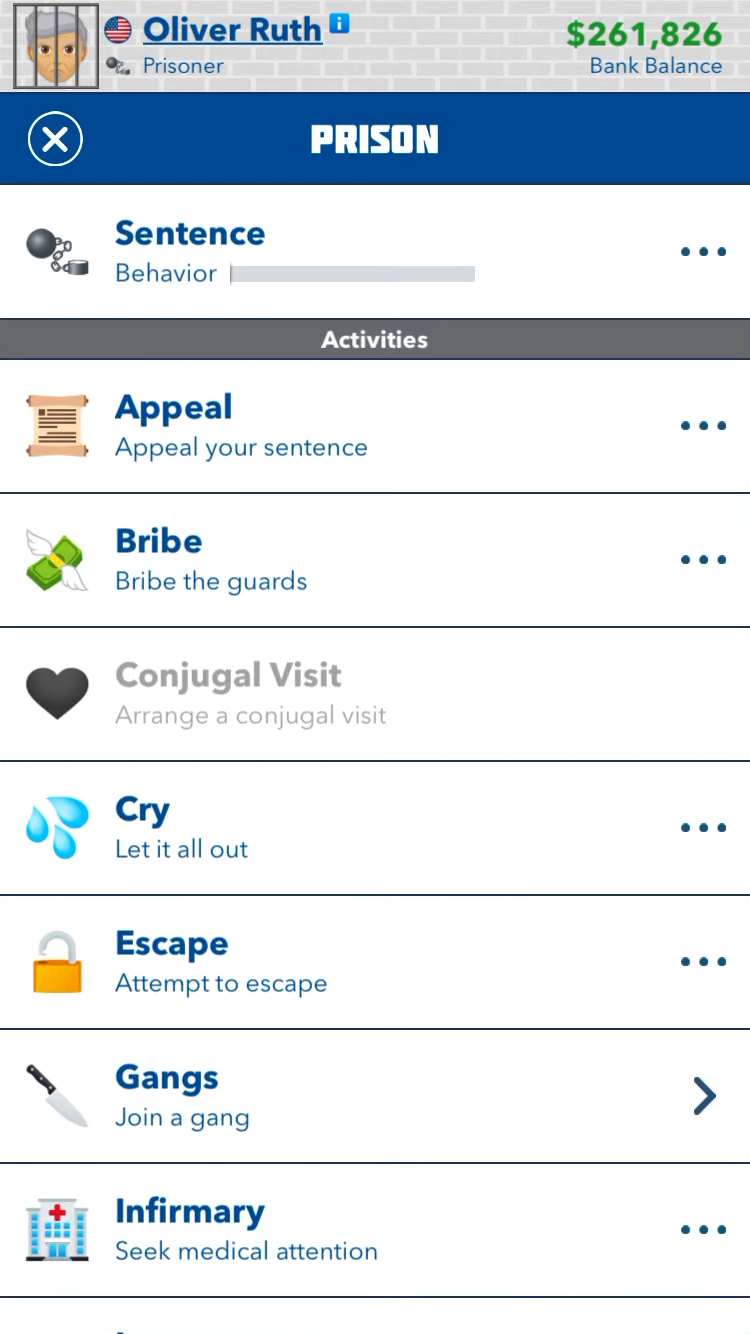 Oliver Ruth
$261,826
Prisoner
Bank Balance
PRISON
Sentence
Behavior
Activities
Appeal
Appeal your sentence
Bribe
Bribe the guards
Conjugal Visit
Arrange a conjugal visit
Cry
Let it all out
Escape
Attempt to escape
Gangs
Join a gang
Infirmary
Seek medical attention